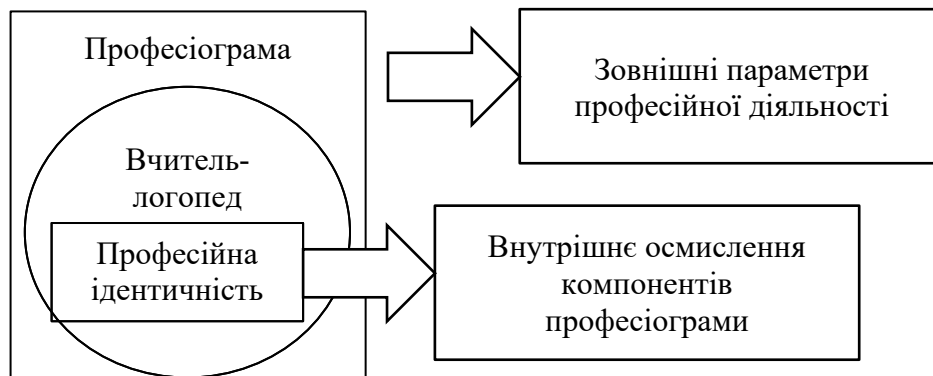 Професіограма
Зовнішні параметри
професійної діяльності
Вчитель-
логопед
Професійна
ідентичність
Внутрішнє осмислення
компонентів
професіограми